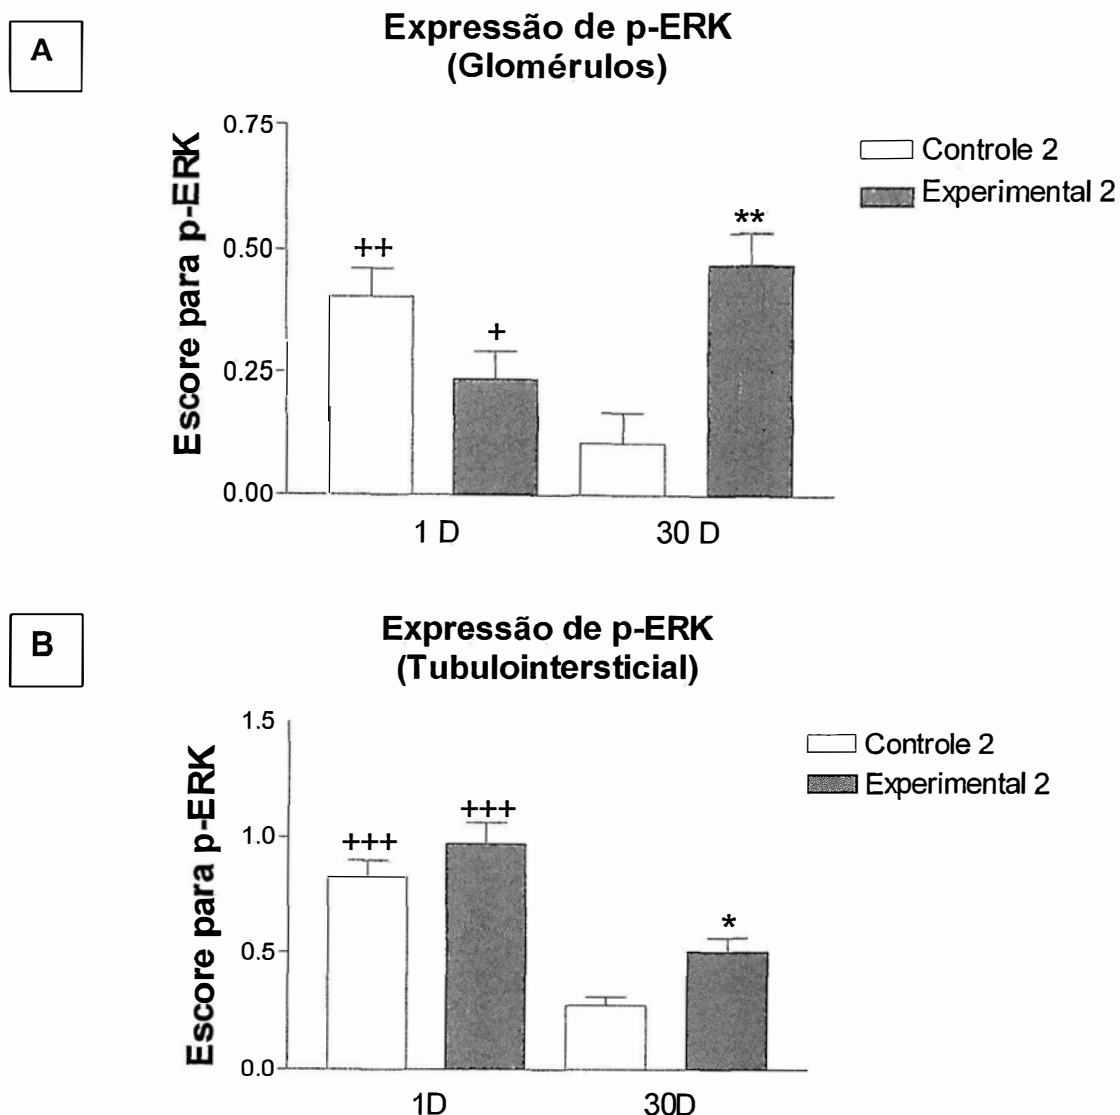 A
Expressão de p-ERK
(Glomérulos)
Escore para p-ERK
0.75
0.50
0.25
0.00
++
+
**
1 D
30 D
Controle 2
Experimental 2
B
Expressão de p-ERK
(Tubulointersticial)
Escore para p-ERK
1.5
1.0
0.5
0.0
+++
+++
*
1D
30D
Controle 2
Experimental 2